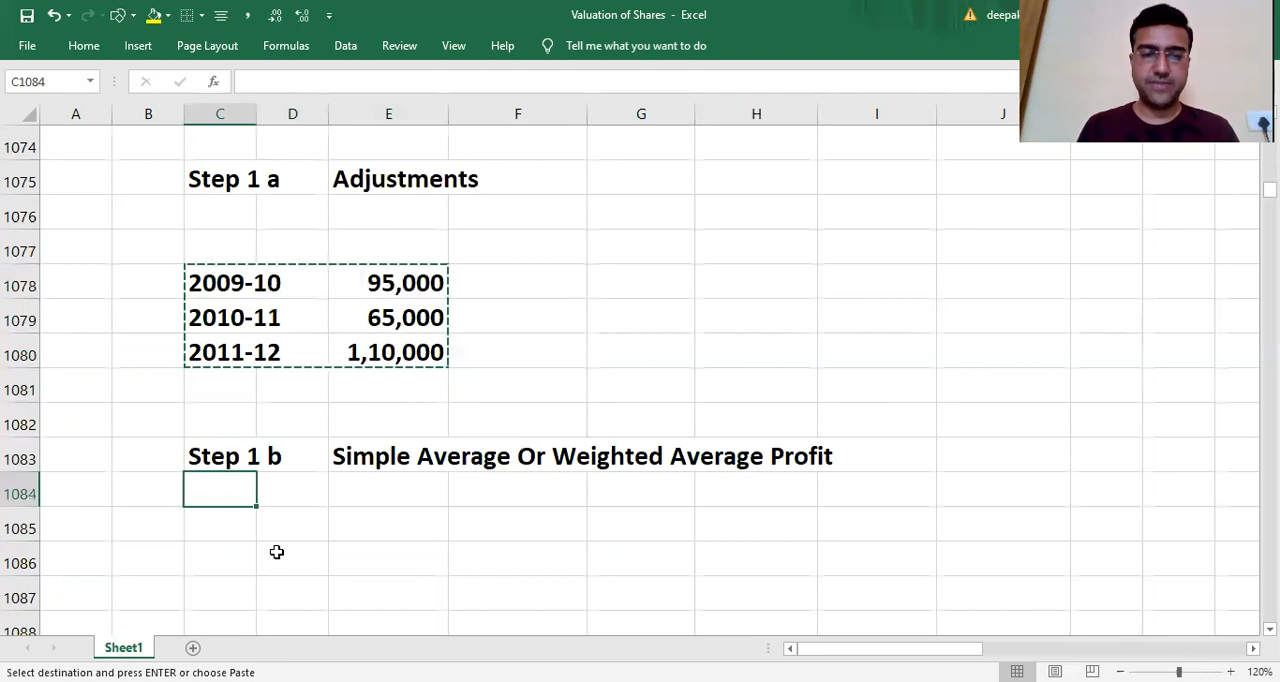 Valuation of Shares - Excel
File Home Insert Page Layout Formulas Data Review View Help Tell me what you want to do
C1084 fx
A B C D E F G H I J
1074
1075 Step 1 a Adjustments
1076
1077
1078 2009-10 95,000
1079 2010-11 65,000
1080 2011-12 1,10,000
1081
1082
1083 Step 1 b Simple Average Or Weighted Average Profit
1084
1085
1086
1087
1088
Sheet1
Select destination and press ENTER or choose Paste 120%